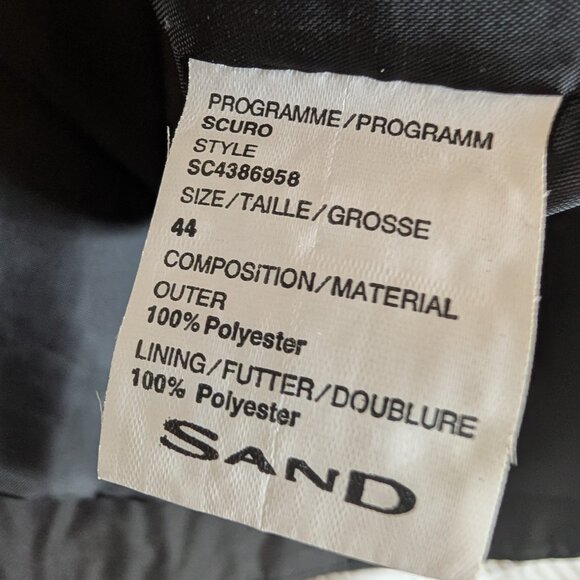 PROGRAMME/PROGRAMM
SCURO
STYLE
SC4386958
SIZE/TAILLE/GROSSE
44
COMPOSITION/MATERIAL
OUTER
100% Polyester
LINING/FUTTER/DOUBLURE
100% Polyester
SAND